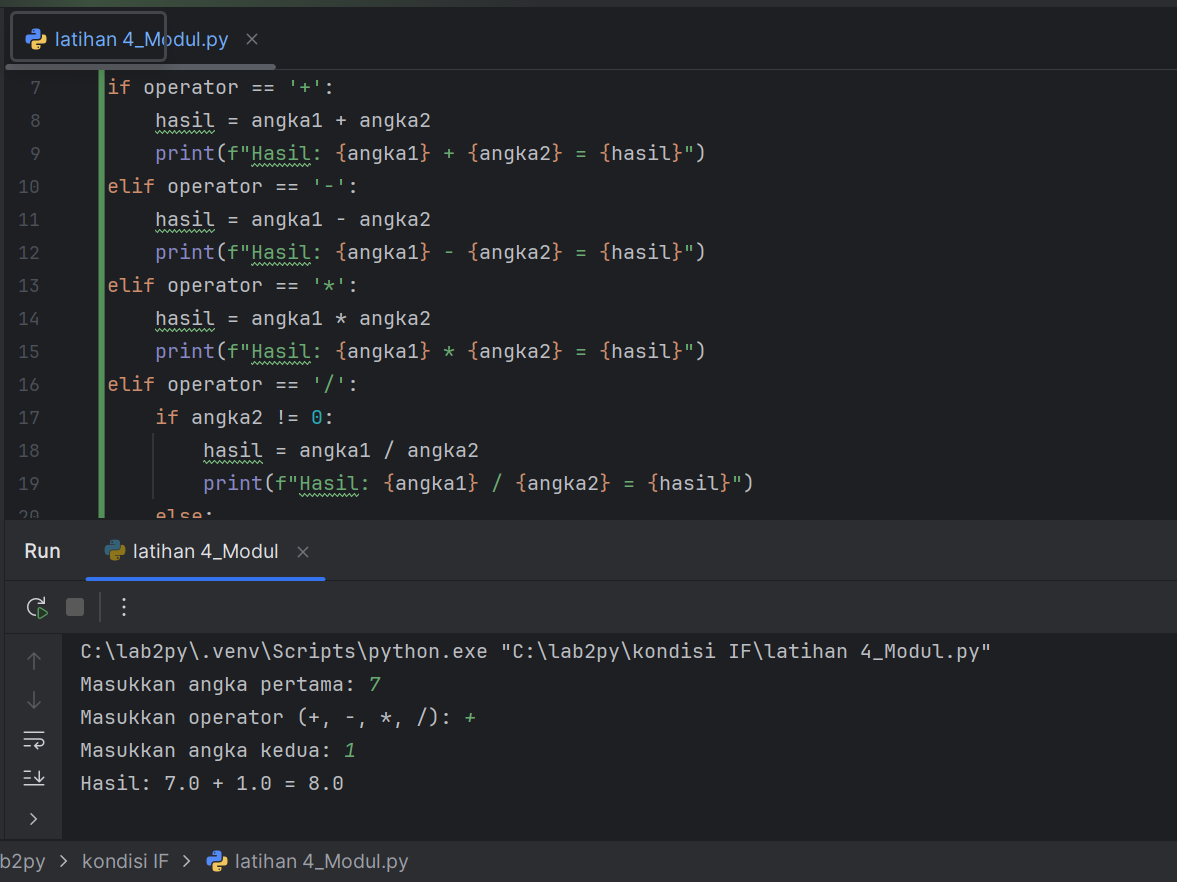 latihan 4_Modul.py
7 if operator == '+':
8     hasil = angka1 + angka2
9     print(f"Hasil: {angka1} + {angka2} = {hasil}")
10 elif operator == '-':
11     hasil = angka1 - angka2
12     print(f"Hasil: {angka1} - {angka2} = {hasil}")
13 elif operator == '*':
14     hasil = angka1 * angka2
15     print(f"Hasil: {angka1} * {angka2} = {hasil}")
16 elif operator == '/':
17     if angka2 != 0:
18         hasil = angka1 / angka2
19         print(f"Hasil: {angka1} / {angka2} = {hasil}")
20     else:
Run latihan 4_Modul
C:\lab2py\.venv\Scripts\python.exe "C:\lab2py\kondisi IF\latihan 4_Modul.py"
Masukkan angka pertama: 7
Masukkan operator (+, -, *, /): +
Masukkan angka kedua: 1
Hasil: 7.0 + 1.0 = 8.0
b2py > kondisi IF > latihan 4_Modul.py